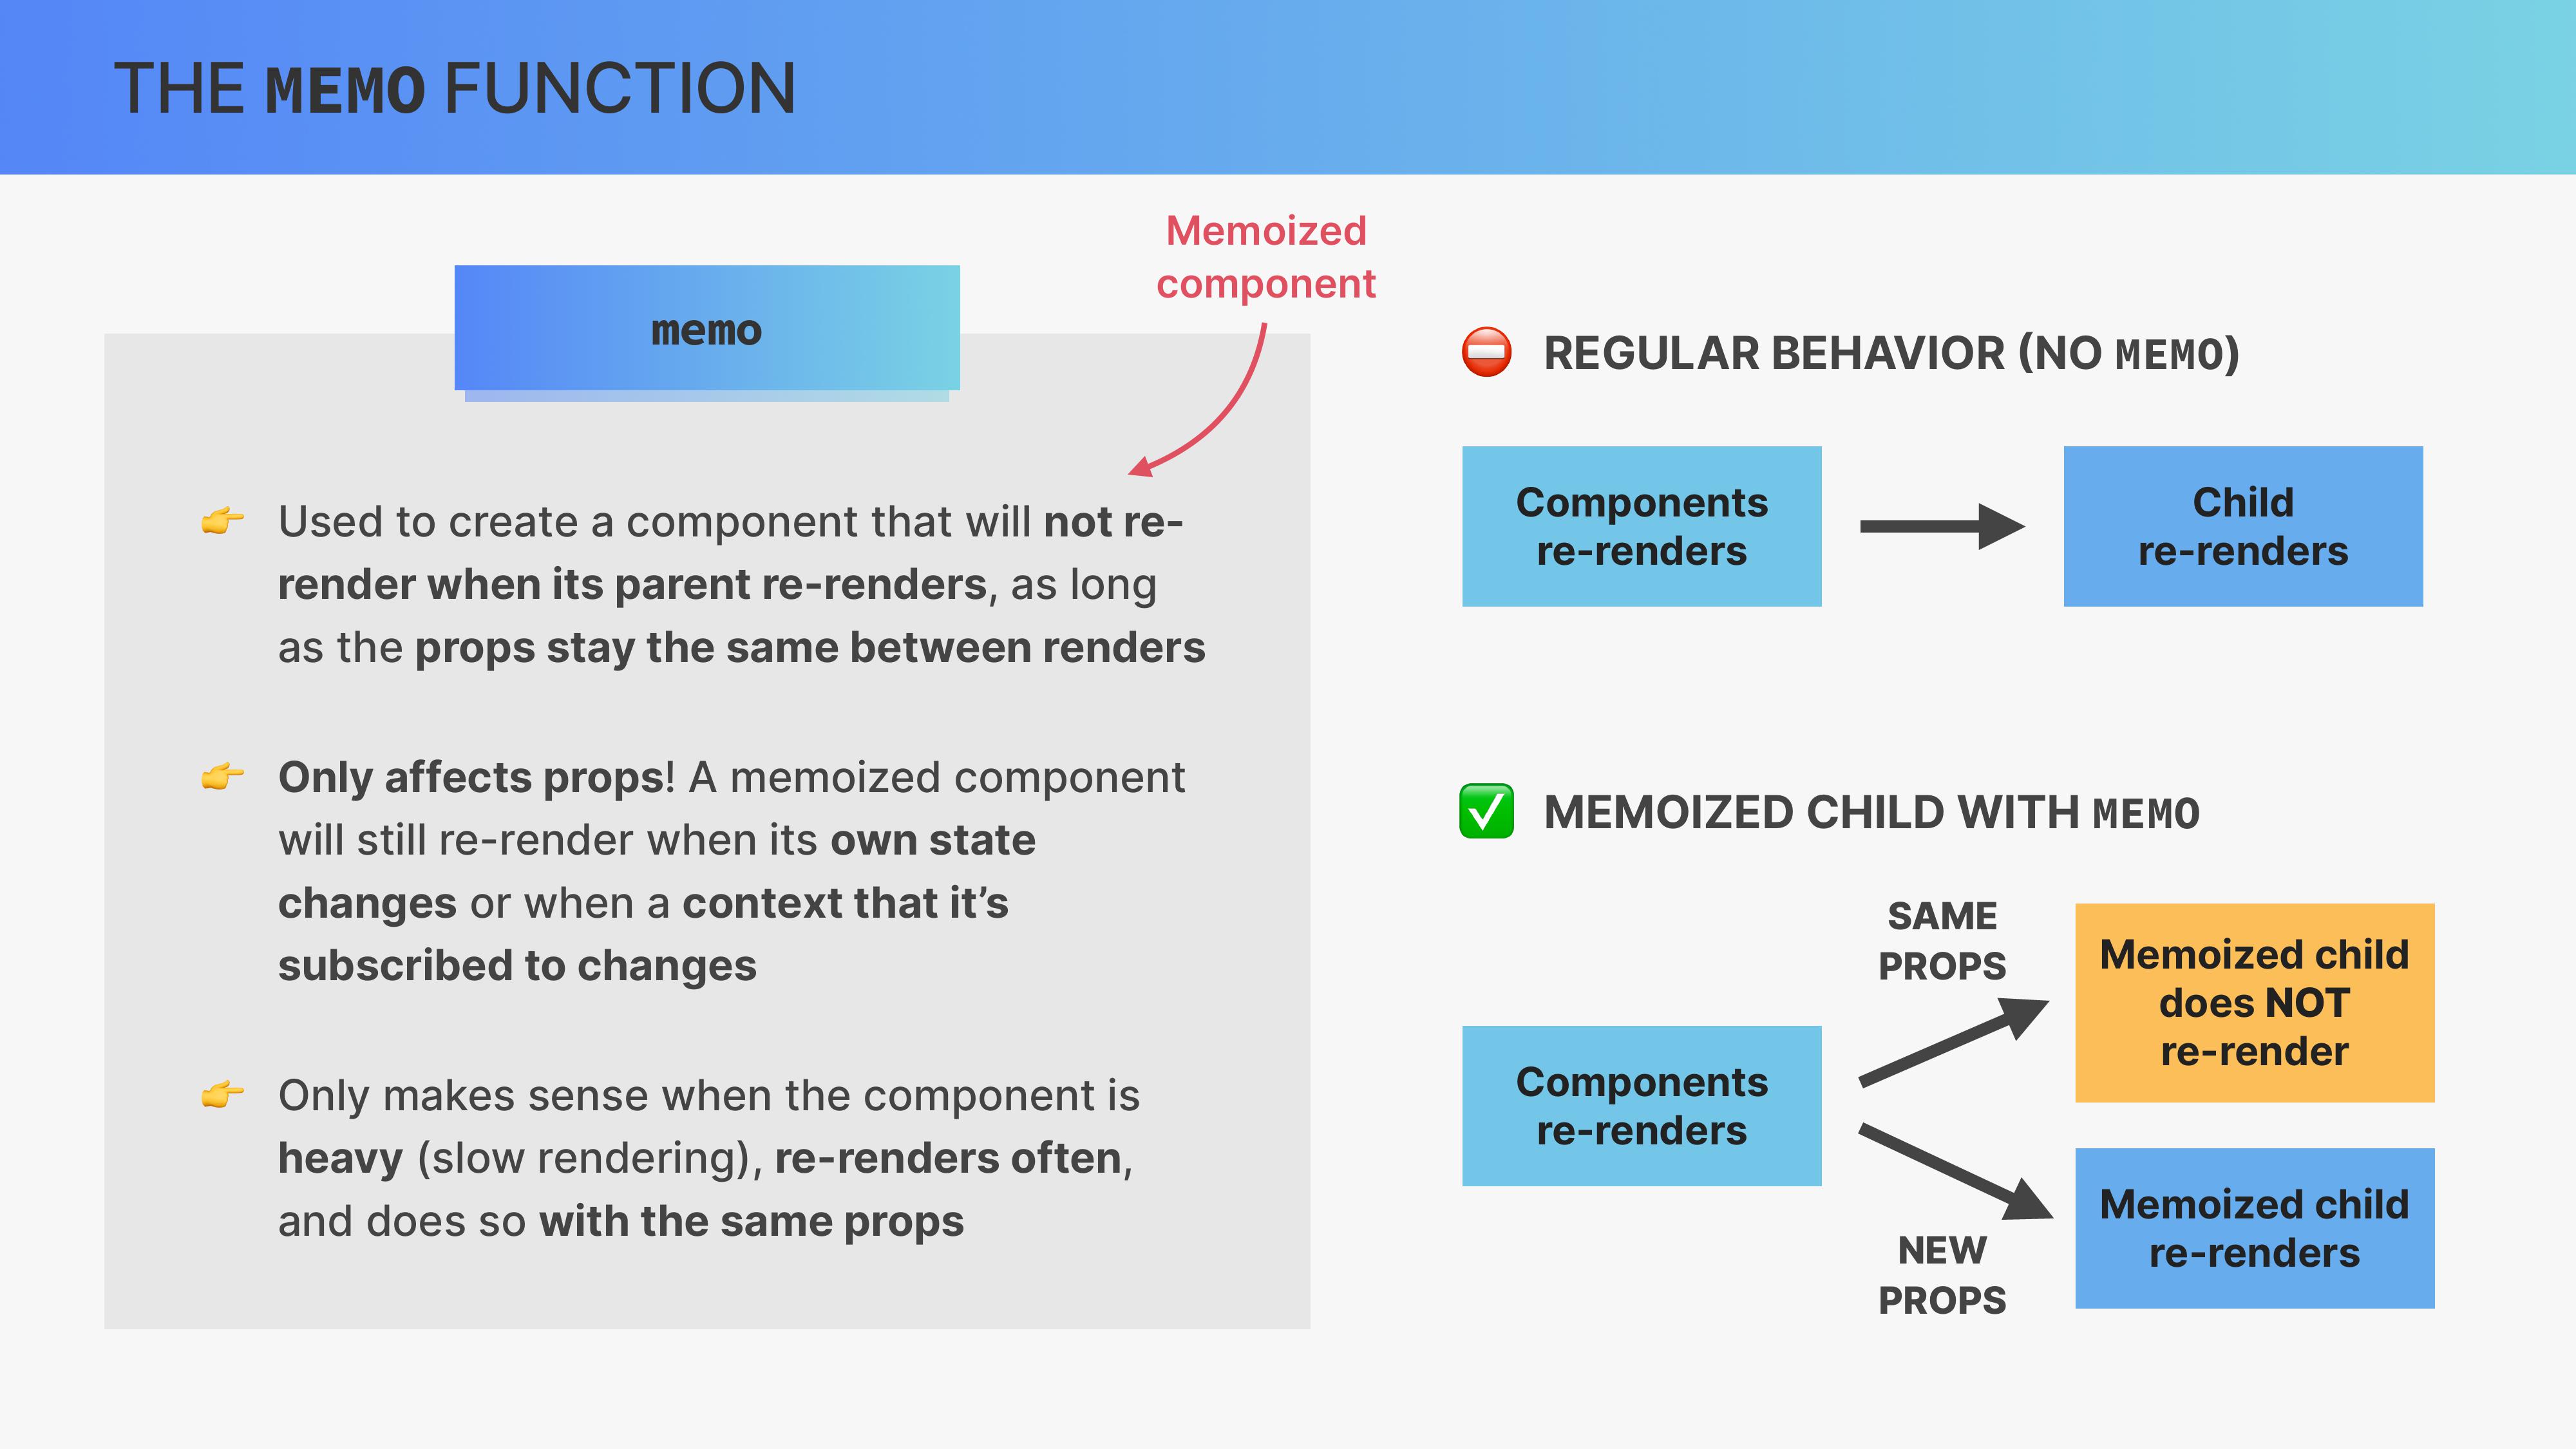 THE MEMO FUNCTION
Memoized
component
memo
👉 Used to create a component that will not re-
render when its parent re-renders, as long
as the props stay the same between renders
👉 Only affects props! A memoized component
will still re-render when its own state
changes or when a context that it’s
subscribed to changes
👉 Only makes sense when the component is
heavy (slow rendering), re-renders often,
and does so with the same props
⛔ REGULAR BEHAVIOR (NO MEMO)
Components
re-renders
Child
re-renders
✅ MEMOIZED CHILD WITH MEMO
Components
re-renders
SAME
PROPS
Memoized child
does NOT
re-render
NEW
PROPS
Memoized child
re-renders